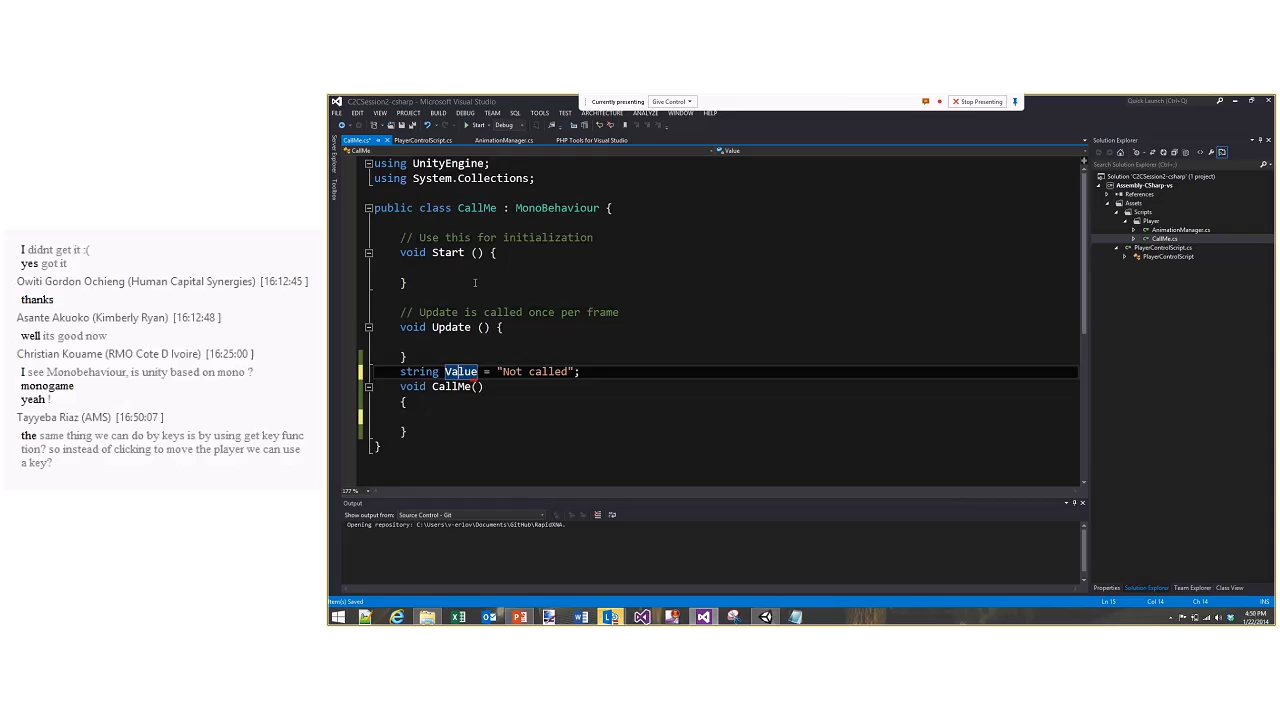 I didnt get it :(
yes got it
Owiti Gordon Ochieng (Human Capital Synergies) [16:12:45 ]
thanks
Asante Akuoko (Kimberly Ryan) [16:12:48 ]
well its good now
Christian Kouame (RMO Cote D Ivoire) [16:25:00 ]
I see Monobehaviour, is unity based on mono ?
monogame
yeah !
Tayyeba Riaz (AMS) [16:50:07 ]
the same thing we can do by keys is by using get key func
tion? so instead of clicking to move the player we can use
a key?
C2CSession2-csharp - Microsoft Visual Studio
Currently presenting Give Control
Stop Presenting
Quick Launch (Ctrl+Q)
FILE EDIT VIEW PROJECT BUILD DEBUG TEAM SQL TOOLS TEST ARCHITECTURE ANALYZE WINDOW HELP
Start Debug
CallMe.cs* PlayerControlScript.cs AnimationManager.cs PHP Tools for Visual Studio
CallMe Value
Server Explorer
Toolbox
using UnityEngine;
using System.Collections;
public class CallMe : MonoBehaviour {
// Use this for initialization
void Start () {
}
// Update is called once per frame
void Update () {
}
string Value = "Not called";
void CallMe()
{
}
}
177 %
Output
Show output from: Source Control - Git
Opening repository: C:\Users\v-erlov\Documents\GitHub\RapidXNA.
Solution Explorer
Search Solution Explorer (Ctrl+;)
Solution 'C2CSession2-csharp' (1 project)
Assembly-CSharp-vs
References
Assets
Scripts
Player
AnimationManager.cs
CallMe.cs
PlayerControlScript.cs
PlayerControlScript
Properties Solution Explorer Team Explorer Class View
Item(s) Saved Ln 15 Col 14 Ch 14 INS
4:50 PM
1/22/2014